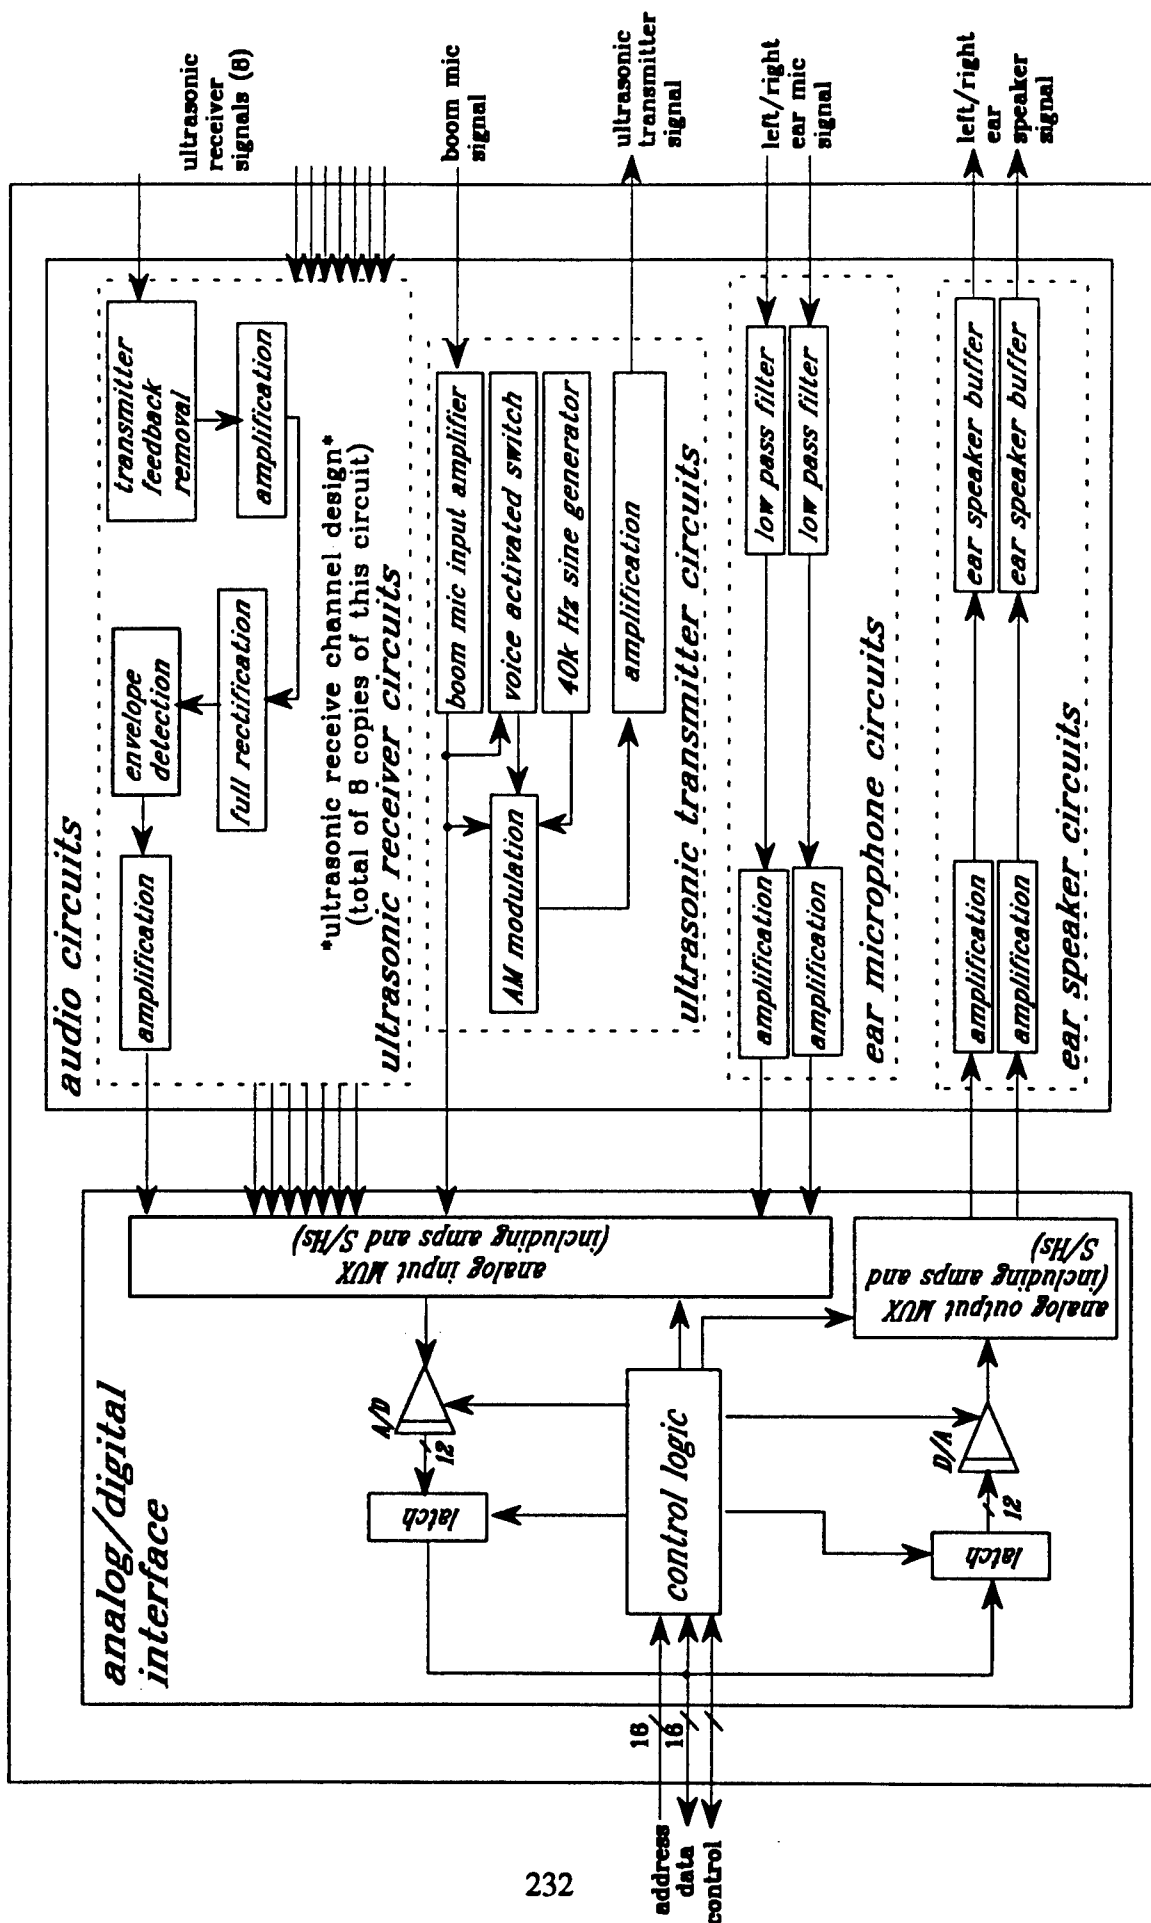 audio circuits
transmitter
feedback
removal
amplification
full rectification
envelope
detection
amplification
*ultrasonic receive channel design*
(total of 8 copies of this circuit)
ultrasonic receiver circuits
ultrasonic
receiver
signals (8)
boom mic
signal
boom mic input amplifier
voice activated switch
40k Hz sine generator
AM modulation
amplification
ultrasonic transmitter circuits
ultrasonic
transmitter
signal
left/right
ear mic
signal
low pass filter
low pass filter
amplification
amplification
ear microphone circuits
left/right
ear
speaker
signal
ear speaker buffer
ear speaker buffer
amplification
amplification
ear speaker circuits
analog/digital
interface
analog input MUX
(including amps and S/Hs)
A/D
12
latch
control logic
analog output MUX
(including amps and
S/Hs)
D/A
12
latch
16
16
address
data
control
232